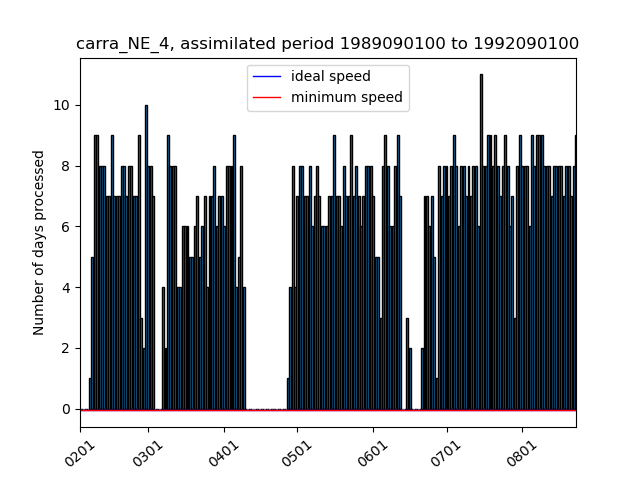 carra_NE_4, assimilated period 1989090100 to 1992090100
ideal speed
minimum speed
Number of days processed
10
8
6
4
2
0
0201 0301 0401 0501 0601 0701 0801